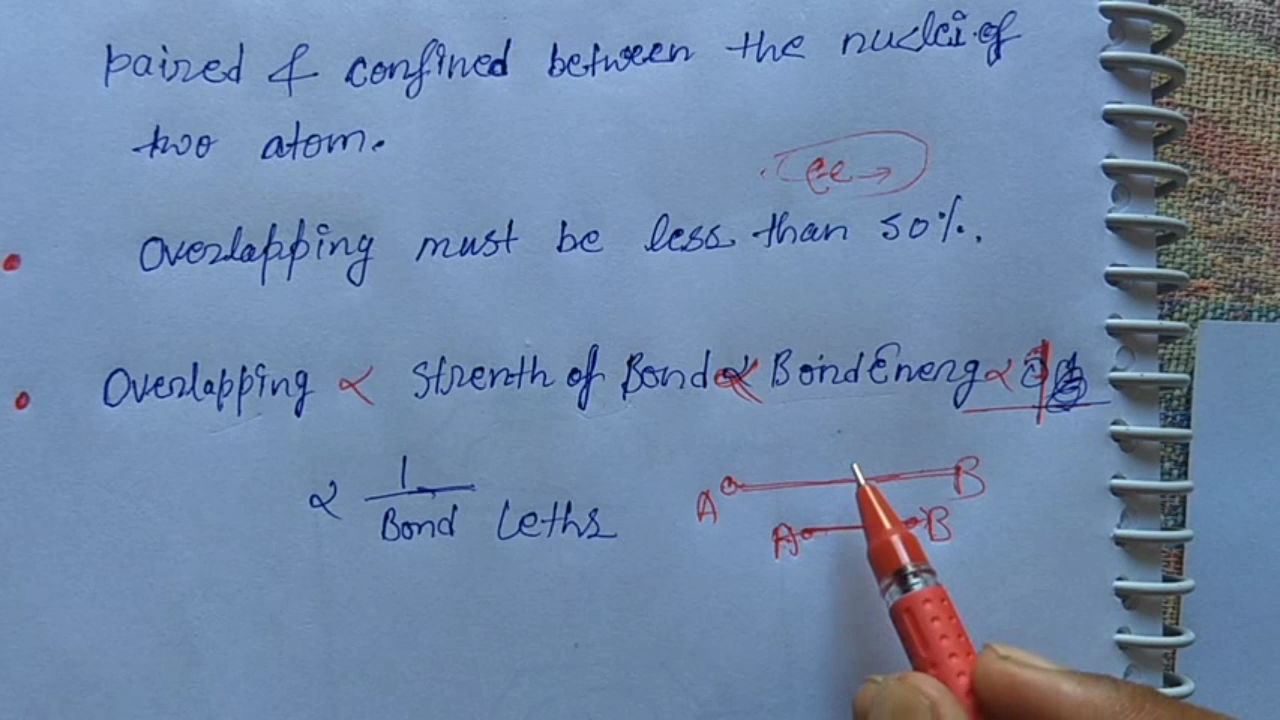 paired & confined between the nuclei of
two atom.
Overlapping must be less than 50%.
Overlapping ∝ Strenth of Bond ∝ Bond Energ ∝
∝ 1 / Bond Leths
A B
A B